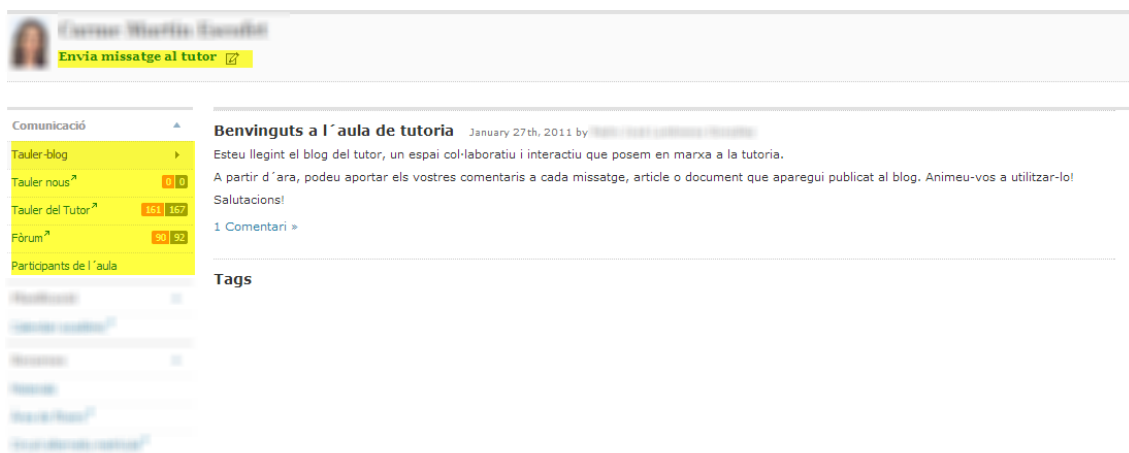 Envia missatge al tutor
Comunicació
Tauler-blog
Tauler nous 0 0
Tauler del Tutor 161 167
Fòrum 90 92
Participants de l´aula
Benvinguts a l´aula de tutoria January 27th, 2011 by
Esteu llegint el blog del tutor, un espai col·laboratiu i interactiu que posem en marxa a la tutoria.
A partir d´ara, podeu aportar els vostres comentaris a cada missatge, article o document que aparegui publicat al blog. Animeu-vos a utilitzar-lo!
Salutacions!
1 Comentari »
Tags